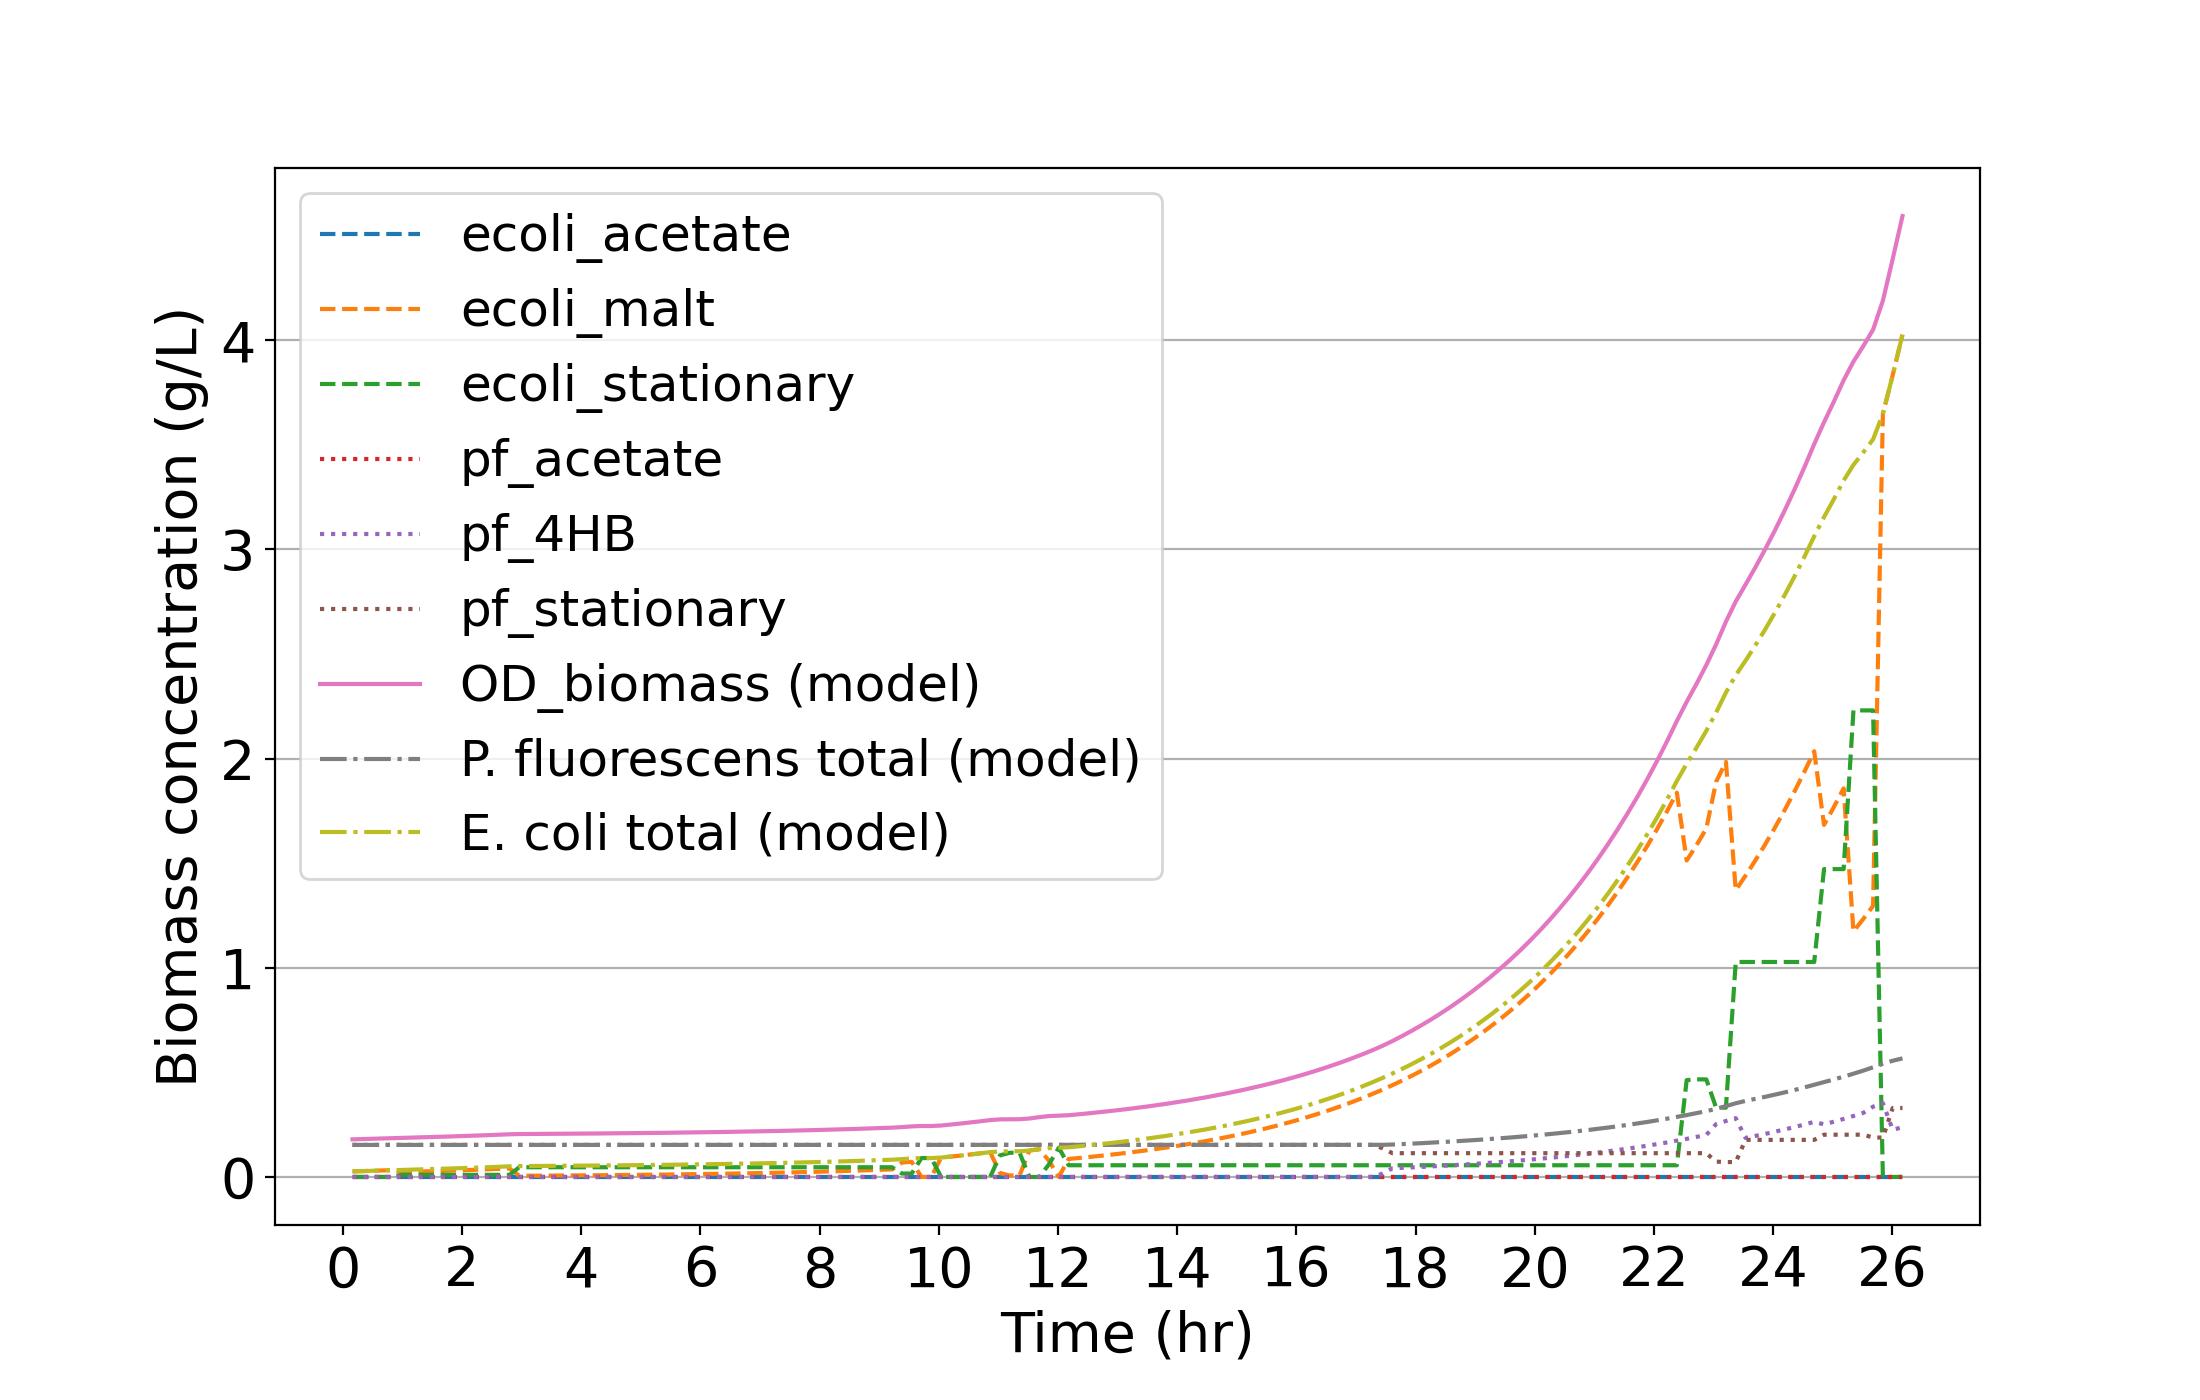 ecoli_acetate
ecoli_malt
ecoli_stationary
pf_acetate
pf_4HB
pf_stationary
OD_biomass (model)
P. fluorescens total (model)
E. coli total (model)
Biomass concentration (g/L)
4
3
2
1
0
0 2 4 6 8 10 12 14 16 18 20 22 24 26
Time (hr)